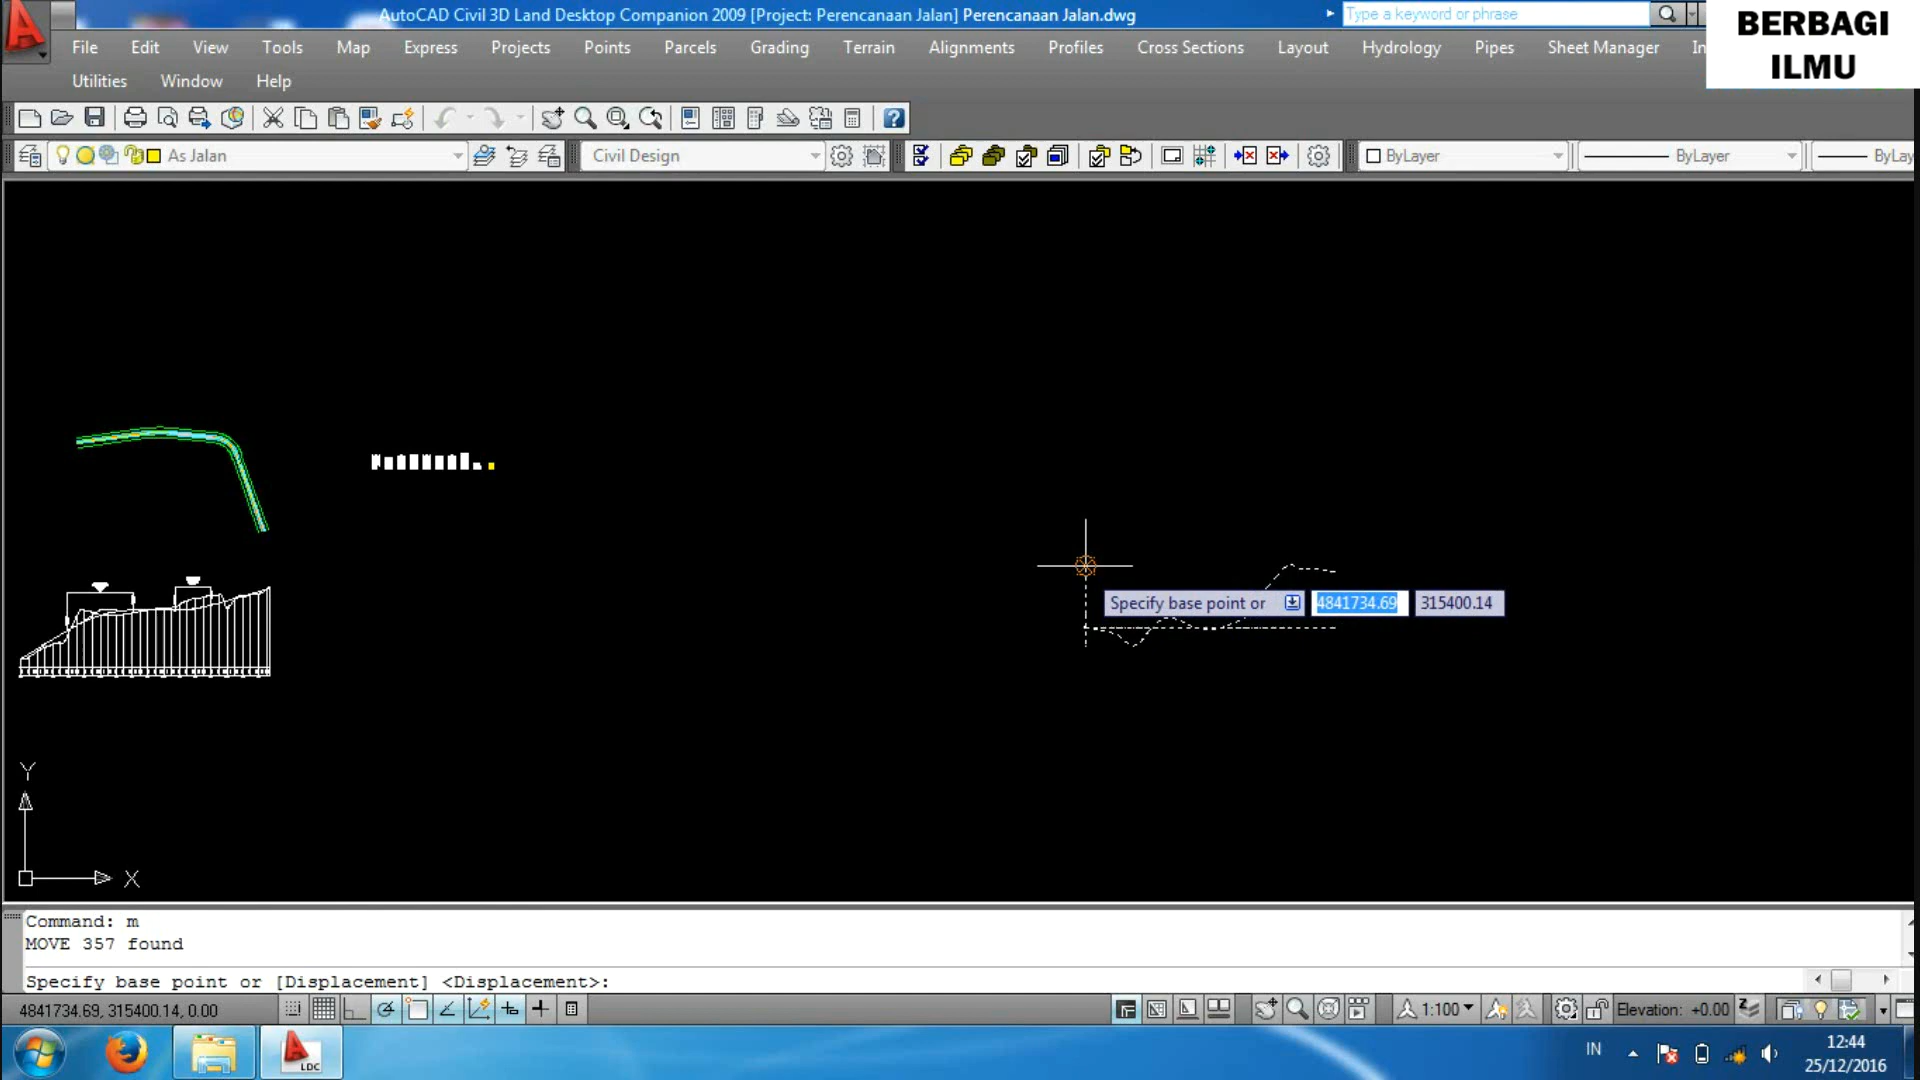 AutoCAD Civil 3D Land Desktop Companion 2009 [Project: Perencanaan Jalan] Perencanaan Jalan.dwg
Type a keyword or phrase
BERBAGI
ILMU
File Edit View Tools Map Express Projects Points Parcels Grading Terrain Alignments Profiles Cross Sections Layout Hydrology Pipes Sheet Manager In
Utilities Window Help
As Jalan
Civil Design
ByLayer
ByLayer
ByLay
Specify base point or 4841734.69 315400.14
Y
X
Command: m
MOVE 357 found
Specify base point or [Displacement] <Displacement>:
4841734.69, 315400.14, 0.00
1:100
Elevation: +0.00
LDC
IN
12:44
25/12/2016